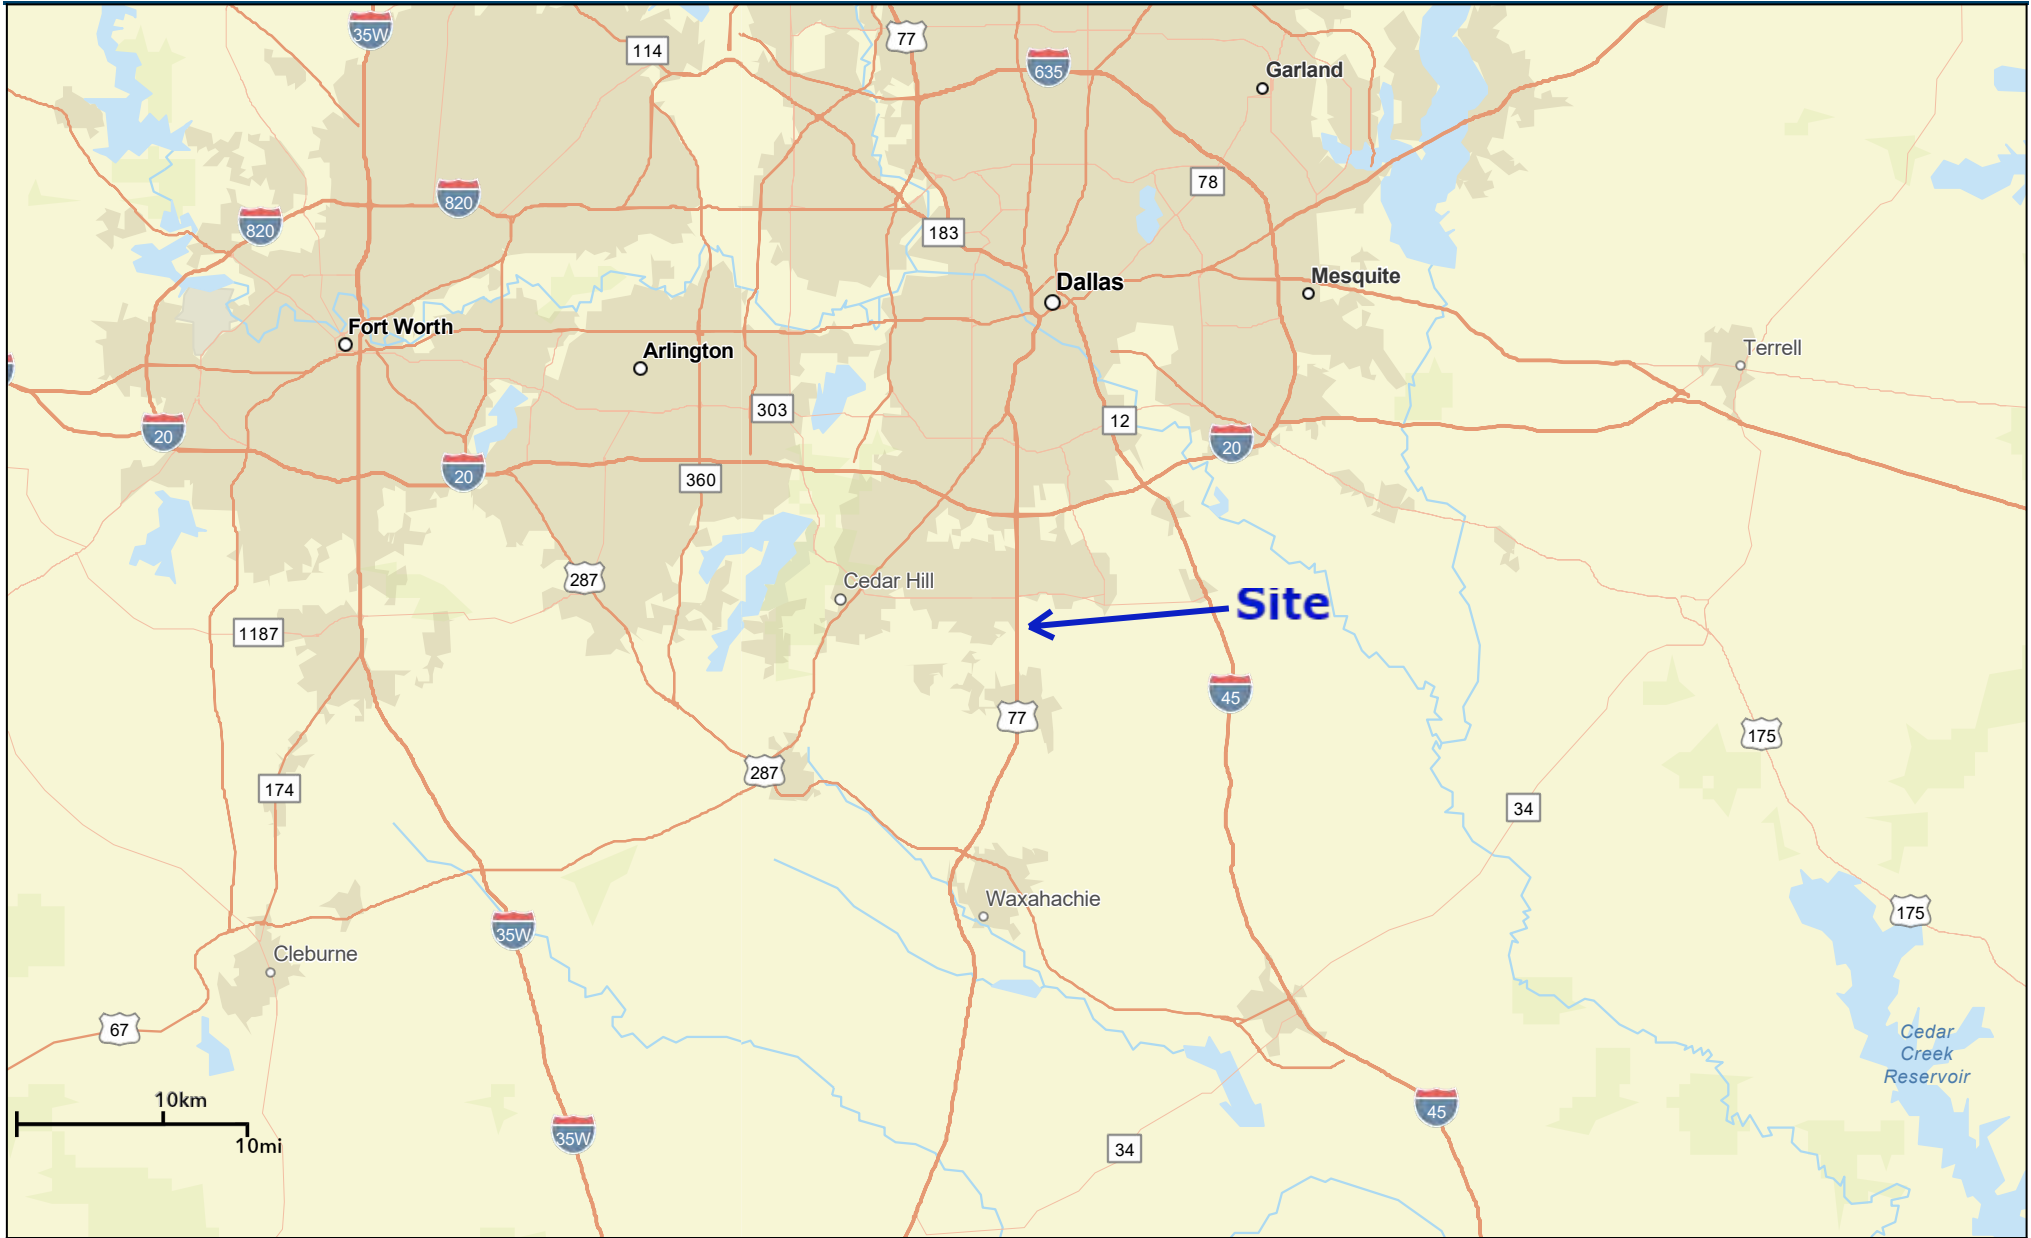 35W
114
77
635
Garland
78
820
820
183
Dallas
Mesquite
Fort Worth
Arlington
Terrell
303
12
20
20
20
360
287
Cedar Hill
Site
1187
45
77
175
287
174
34
Waxahachie
175
35W
Cleburne
67
Cedar
Creek
Reservoir
10km
10mi
35W
45
34